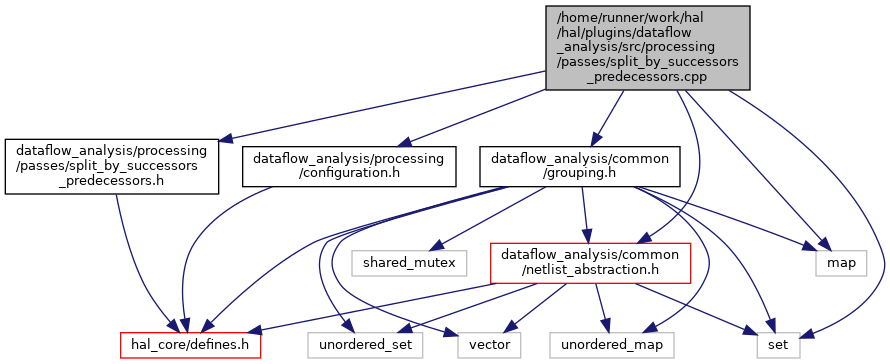 /home/runner/work/hal
/hal/plugins/dataflow
_analysis/src/processing
/passes/split_by_successors
_predecessors.cpp
dataflow_analysis/processing
/passes/split_by_successors
_predecessors.h
dataflow_analysis/processing
/configuration.h
dataflow_analysis/common
/grouping.h
shared_mutex
dataflow_analysis/common
/netlist_abstraction.h
map
hal_core/defines.h
unordered_set
vector
unordered_map
set